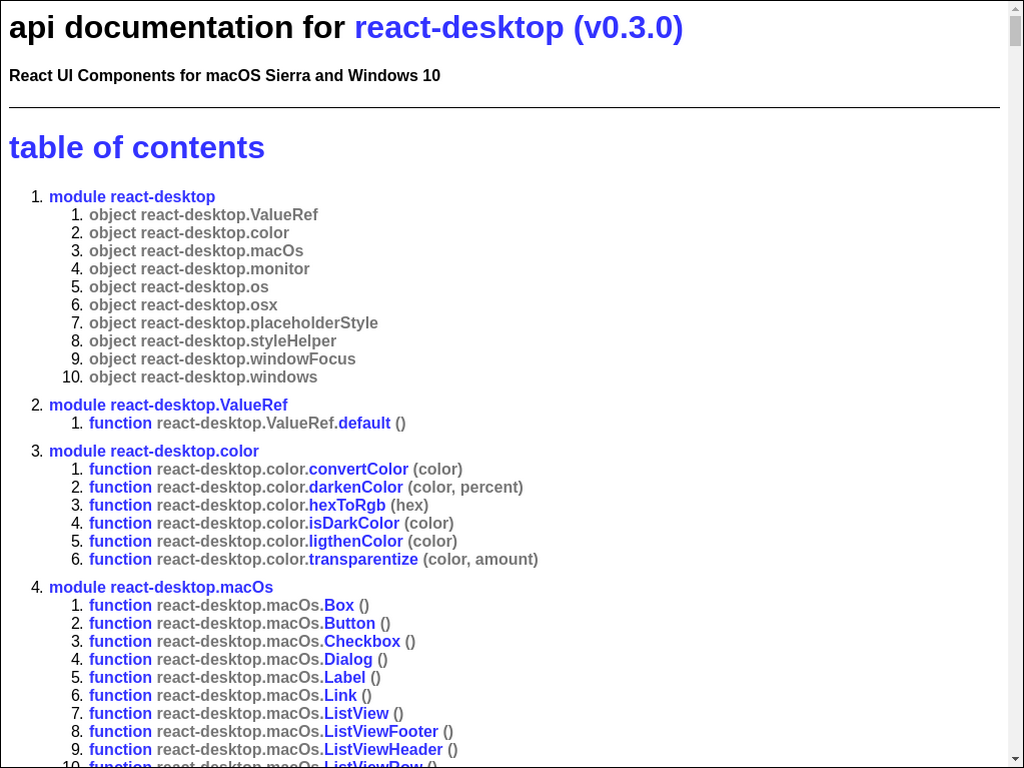 api documentation for react-desktop (v0.3.0)
React UI Components for macOS Sierra and Windows 10
table of contents
1. module react-desktop
1. object react-desktop.ValueRef
2. object react-desktop.color
3. object react-desktop.macOs
4. object react-desktop.monitor
5. object react-desktop.os
6. object react-desktop.osx
7. object react-desktop.placeholderStyle
8. object react-desktop.styleHelper
9. object react-desktop.windowFocus
10. object react-desktop.windows
2. module react-desktop.ValueRef
1. function react-desktop.ValueRef.default ()
3. module react-desktop.color
1. function react-desktop.color.convertColor (color)
2. function react-desktop.color.darkenColor (color, percent)
3. function react-desktop.color.hexToRgb (hex)
4. function react-desktop.color.isDarkColor (color)
5. function react-desktop.color.ligthenColor (color)
6. function react-desktop.color.transparentize (color, amount)
4. module react-desktop.macOs
1. function react-desktop.macOs.Box ()
2. function react-desktop.macOs.Button ()
3. function react-desktop.macOs.Checkbox ()
4. function react-desktop.macOs.Dialog ()
5. function react-desktop.macOs.Label ()
6. function react-desktop.macOs.Link ()
7. function react-desktop.macOs.ListView ()
8. function react-desktop.macOs.ListViewFooter ()
9. function react-desktop.macOs.ListViewHeader ()
10. function react-desktop.macOs.ListViewRow ()